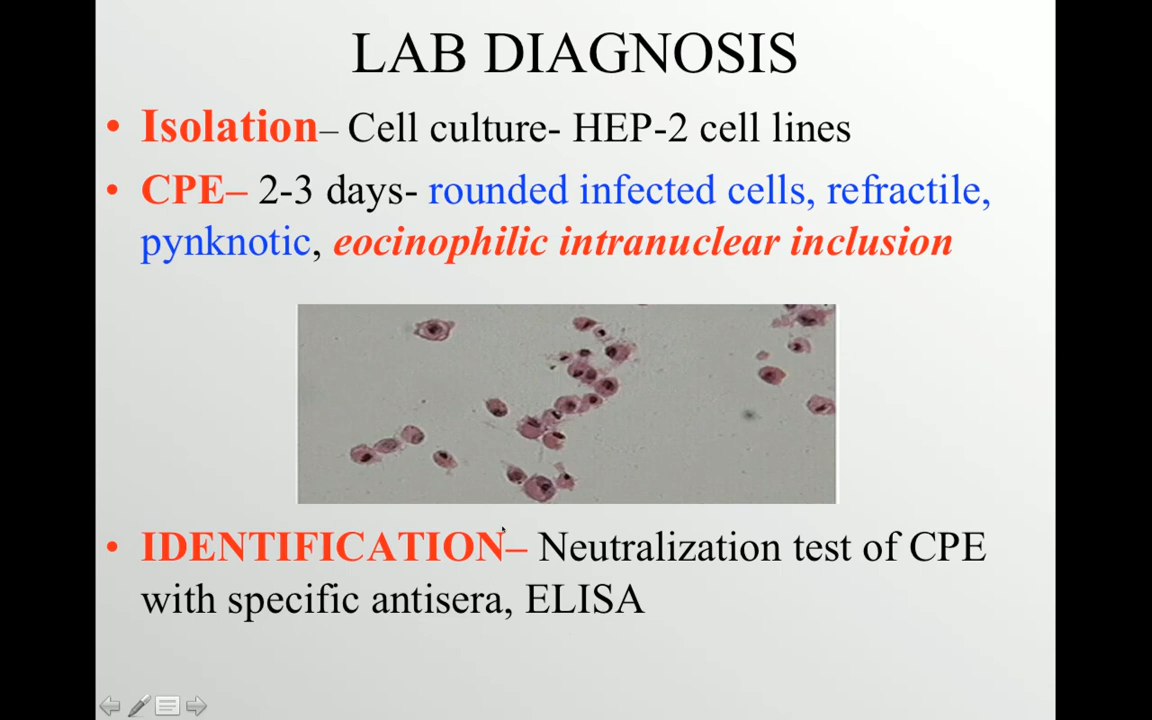 LAB DIAGNOSIS
• Isolation– Cell culture- HEP-2 cell lines
• CPE– 2-3 days- rounded infected cells, refractile,
pynknotic, eocinophilic intranuclear inclusion
• IDENTIFICATION– Neutralization test of CPE
with specific antisera, ELISA